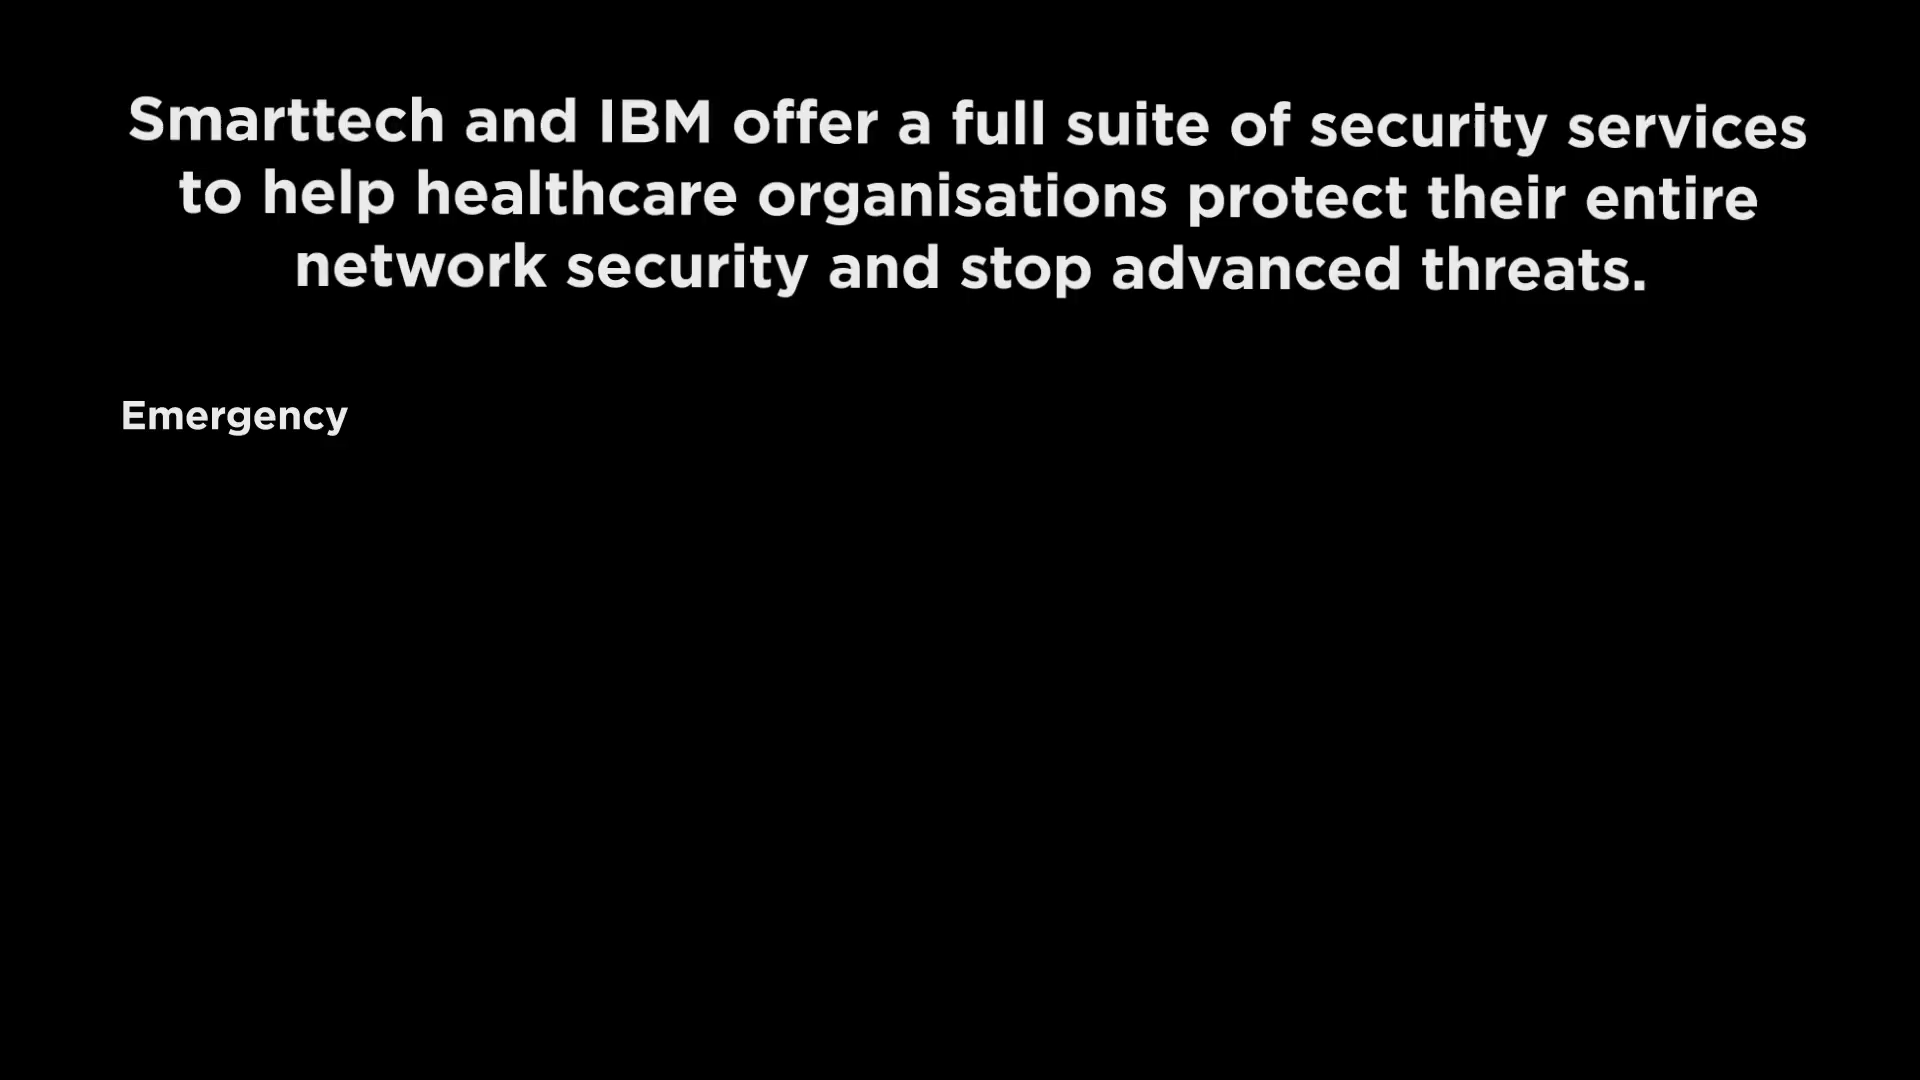 Smarttech and IBM offer a full suite of security services
to help healthcare organisations protect their entire
network security and stop advanced threats.
Emergency